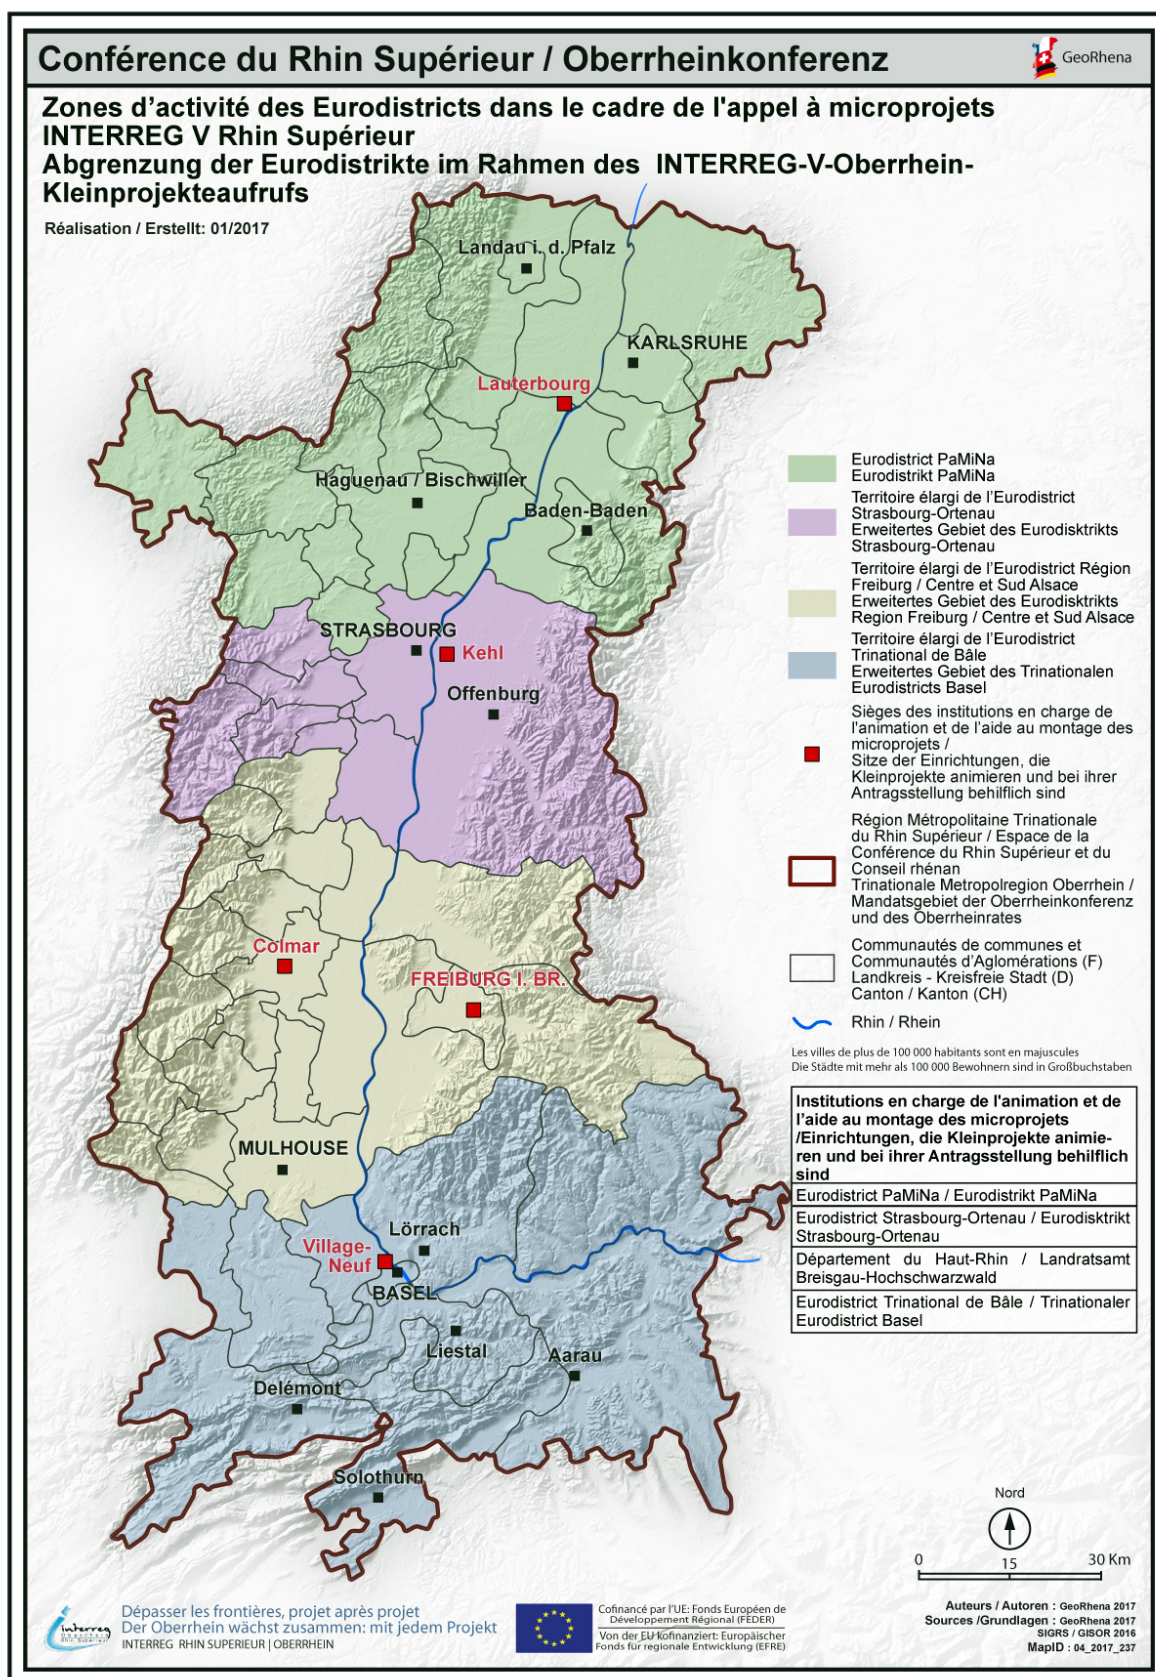 Conférence du Rhin Supérieur / Oberrheinkonferenz
GeoRhena
Zones d'activité des Eurodistricts dans le cadre de l'appel à microprojets
INTERREG V Rhin Supérieur
Abgrenzung der Eurodistrikte im Rahmen des INTERREG-V-Oberrhein-
Kleinprojekteaufrufs
Réalisation / Erstellt: 01/2017
Landau i. d. Pfalz
KARLSRUHE
Lauterbourg
Haguenau / Bischwiller
Baden-Baden
STRASBOURG
Kehl
Offenburg
Colmar
FREIBURG I. BR.
MULHOUSE
Lörrach
Village-
Neuf
BASEL
Liestal
Aarau
Delémont
Solothurn
Eurodistrict PaMiNa
Eurodistrikt PaMiNa
Territoire élargi de l'Eurodistrict
Strasbourg-Ortenau
Erweitertes Gebiet des Eurodisktrikts
Strasbourg-Ortenau
Territoire élargi de l'Eurodistrict Région
Freiburg / Centre et Sud Alsace
Erweitertes Gebiet des Eurodisktrikts
Region Freiburg / Centre et Sud Alsace
Territoire élargi de l'Eurodistrict
Trinational de Bâle
Erweitertes Gebiet des Trinationalen
Eurodistricts Basel
Sièges des institutions en charge de
l'animation et de l'aide au montage des
microprojets /
Sitze der Einrichtungen, die
Kleinprojekte animieren und bei ihrer
Antragsstellung behilflich sind
Région Métropolitaine Trinationale
du Rhin Supérieur / Espace de la
Conférence du Rhin Supérieur et du
Conseil rhénan
Trinationale Metropolregion Oberrhein /
Mandatsgebiet der Oberrheinkonferenz
und des Oberrheinrates
Communautés de communes et
Communautés d'Aglomérations (F)
Landkreis - Kreisfreie Stadt (D)
Canton / Kanton (CH)
Rhin / Rhein
Les villes de plus de 100 000 habitants sont en majuscules
Die Städte mit mehr als 100 000 Bewohnern sind in Großbuchstaben
Institutions en charge de l'animation et de
l'aide au montage des microprojets
/Einrichtungen, die Kleinprojekte animie-
ren und bei ihrer Antragsstellung behilflich
sind
Eurodistrict PaMiNa / Eurodistrikt PaMiNa
Eurodistrict Strasbourg-Ortenau / Eurodisktrikt
Strasbourg-Ortenau
Département du Haut-Rhin / Landratsamt
Breisgau-Hochschwarzwald
Eurodistrict Trinational de Bâle / Trinationaler
Eurodistrict Basel
Nord
0 15 30 Km
interreg
Oberrhein
Rhin Supérieur
Dépasser les frontières, projet après projet
Der Oberrhein wächst zusammen: mit jedem Projekt
INTERREG RHIN SUPERIEUR | OBERRHEIN
Cofinancé par l'UE: Fonds Européen de
Développement Régional (FEDER)
Von der EU kofinanziert: Europäischer
Fonds für regionale Entwicklung (EFRE)
Auteurs / Autoren : GeoRhena 2017
Sources /Grundlagen : GeoRhena 2017
SIGRS / GISOR 2016
MapID : 04_2017_237